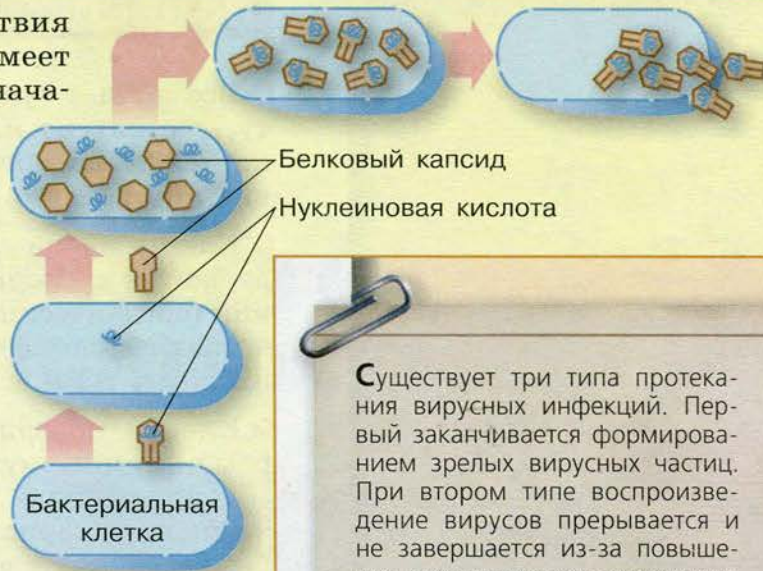 ствия
имеет
нача-
Белковый капсид
Нуклеиновая кислота
Бактериальная
клетка
Существует три типа протека-
ния вирусных инфекций. Пер-
вый заканчивается формирова-
нием зрелых вирусных частиц.
При втором типе воспроизве-
дение вирусов прерывается и
не завершается из-за повыше-